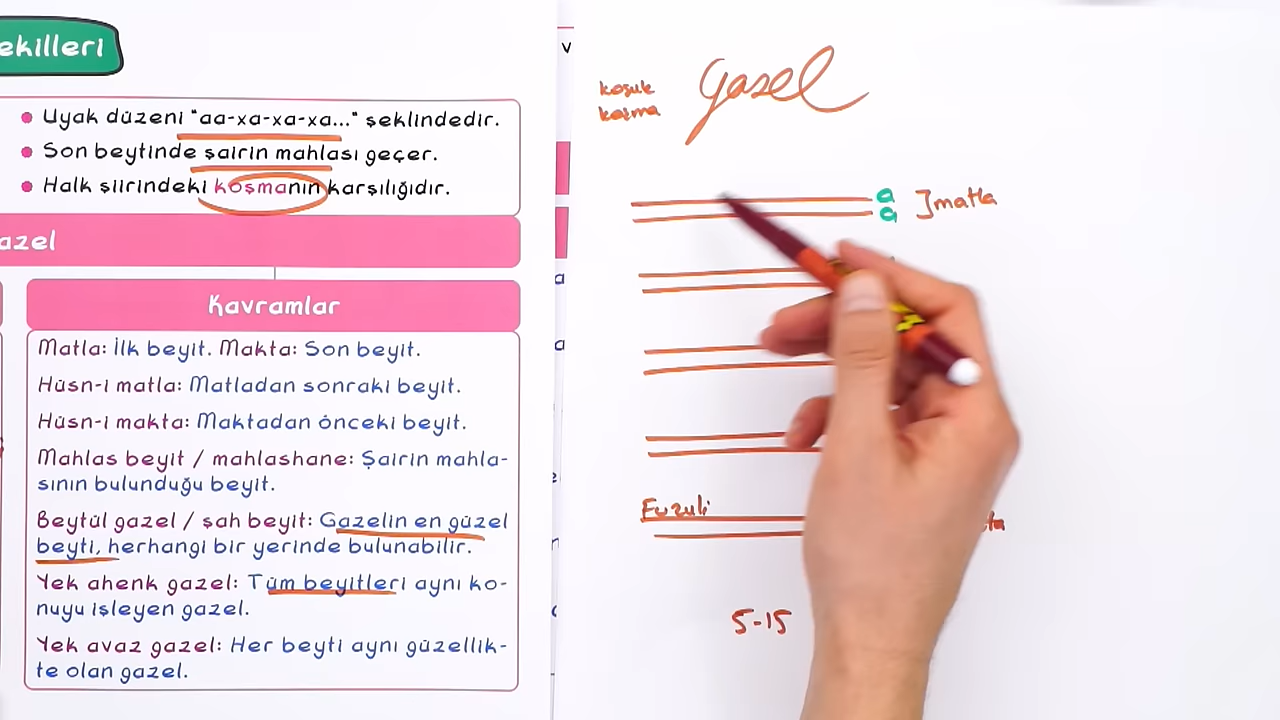 ekilleri
Uyak düzeni "aa-xa-xa-xa..." şeklindedir.
Son beytinde şairin mahlası geçer.
Halk şiirindeki koşmanın karşılığıdır.
azel
Kavramlar
Matla: İlk beyit. Makta: Son beyit.
Hüsn-i matla: Matladan sonraki beyit.
Hüsn-i makta: Maktadan önceki beyit.
Mahlas beyit / mahlashane: Şairin mahla-
sının bulunduğu beyit.
Beytül gazel / şah beyit: Gazelin en güzel
beyti, herhangi bir yerinde bulunabilir.
Yek ahenk gazel: Tüm beyitleri aynı ko-
nuyu işleyen gazel.
Yek avaz gazel: Her beyti aynı güzellik-
te olan gazel.
v
a
a
gazel
koşuk
koşma
a
a
matla
Fuzuli
ta
5-15